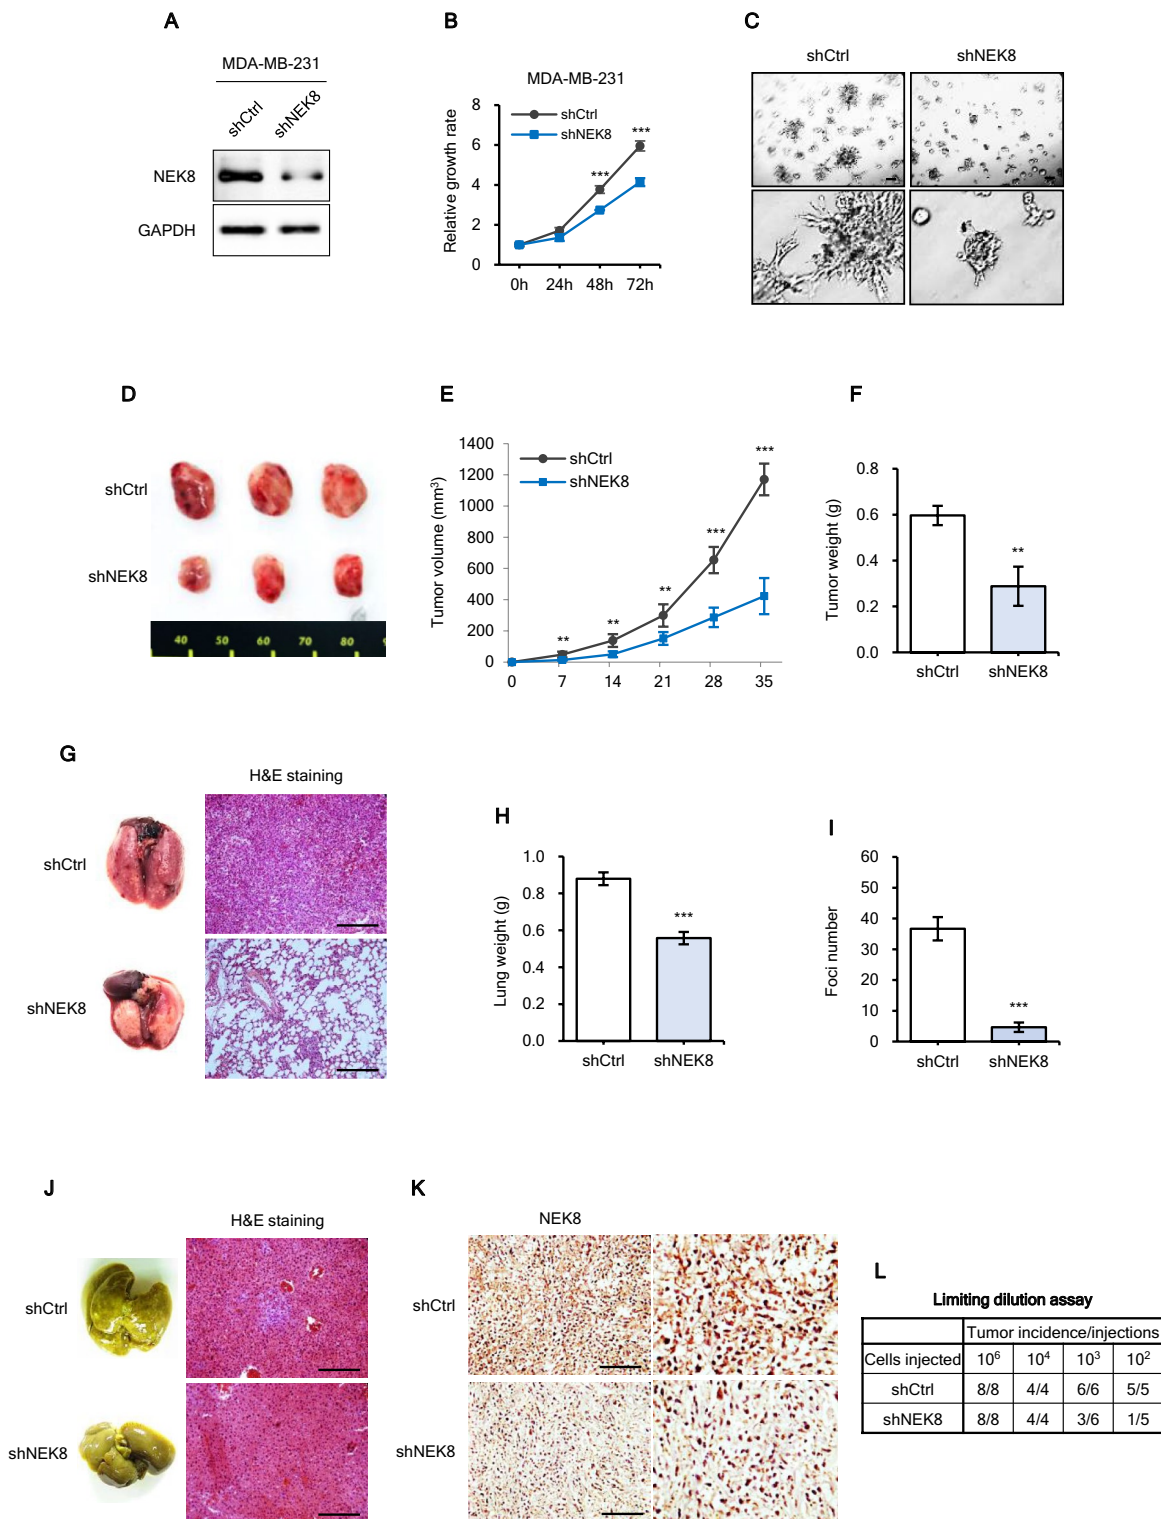 A
MDA-MB-231
shCtrl
shNEK8
NEK8
GAPDH
B
MDA-MB-231
Relative growth rate
8
6
4
2
0
shCtrl
shNEK8
***
***
0h 24h 48h 72h
C
shCtrl shNEK8
D
shCtrl
shNEK8
40 50 60 70 80
E
Tumor volume (mm³)
1400
1200
1000
800
600
400
200
0
shCtrl
shNEK8
**
**
**
***
***
0 7 14 21 28 35
F
Tumor weight (g)
0.8
0.6
0.4
0.2
0.0
**
shCtrl shNEK8
G
H&E staining
shCtrl
shNEK8
H
Lung weight (g)
1.0
0.8
0.6
0.4
0.2
0.0
***
shCtrl shNEK8
I
Foci number
60
50
40
30
20
10
0
***
shCtrl shNEK8
J
H&E staining
shCtrl
shNEK8
K
NEK8
shCtrl
shNEK8
L
Limiting dilution assay
Tumor incidence/injections
Cells injected 10⁶ 10⁴ 10³ 10²
shCtrl 8/8 4/4 6/6 5/5
shNEK8 8/8 4/4 3/6 1/5